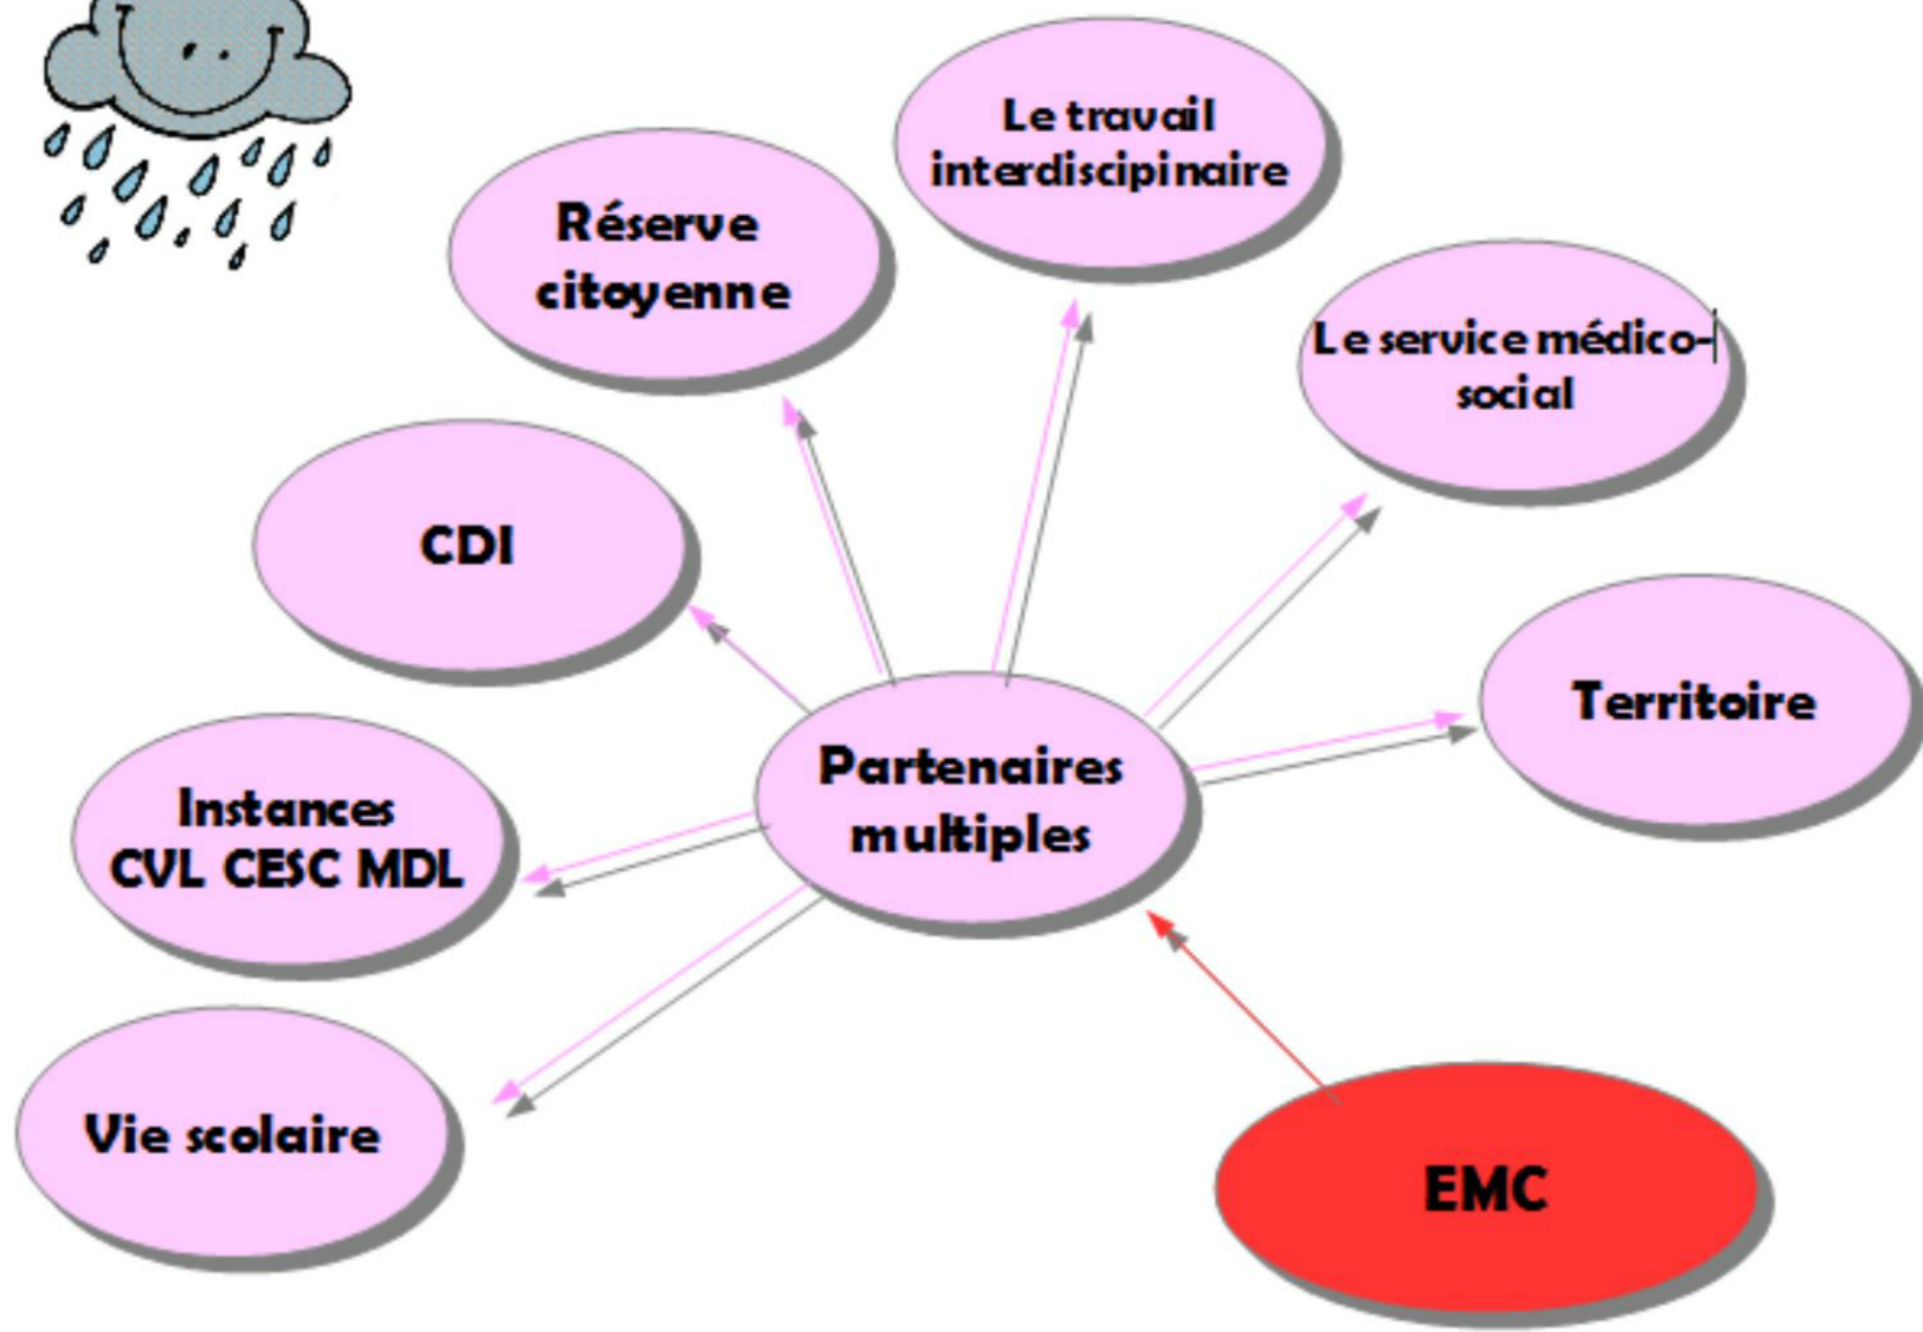 Le travail
interdiscipinaire
Réserve
citoyenne
Le service médico-
social
CDI
Territoire
Partenaires
multiples
Instances
CVL CESC MDL
Vie scolaire
EMC